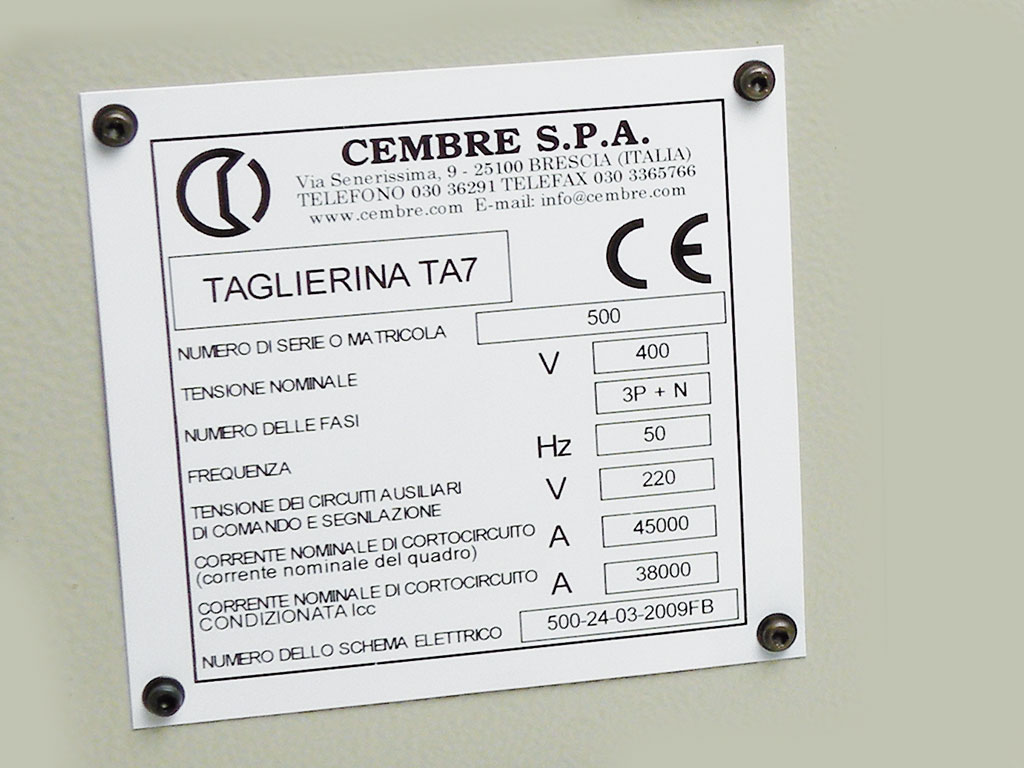 CEMBRE S.P.A.
Via Senerissima, 9 - 25100 BRESCIA (ITALIA)
TELEFONO 030 36291 TELEFAX 030 3365766
www.cembre.com E-mail: info@cembre.com
CE
TAGLIERINA TA7
NUMERO DI SERIE O MATRICOLA 500
TENSIONE NOMINALE V 400
NUMERO DELLE FASI 3P + N
FREQUENZA Hz 50
TENSIONE DEI CIRCUITI AUSILIARI V 220
DI COMANDO E SEGNLAZIONE
CORRENTE NOMINALE DI CORTOCIRCUITO A 45000
(corrente nominale del quadro)
CORRENTE NOMINALE DI CORTOCIRCUITO A 38000
CONDIZIONATA Icc
NUMERO DELLO SCHEMA ELETTRICO 500-24-03-2009FB